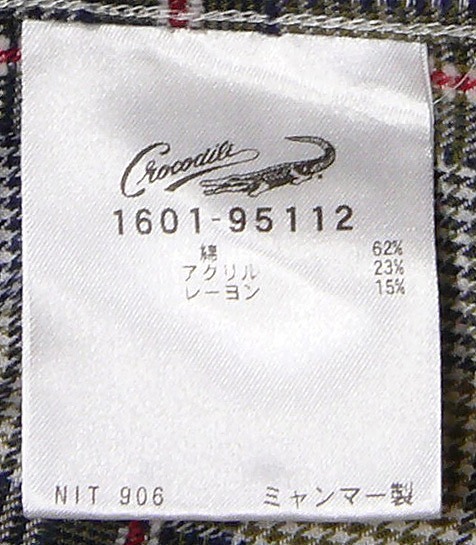 Crocodile
1601-95112
綿 62%
アクリル 23%
レーヨン 15%
NIT 906 ミャンマー製